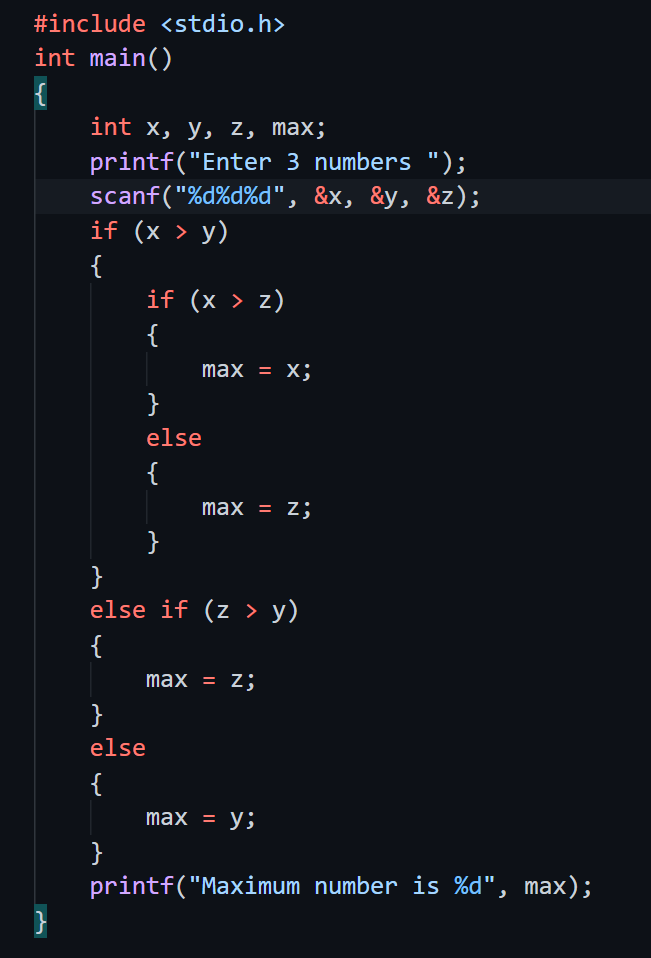 #include <stdio.h>
int main()
{
    int x, y, z, max;
    printf("Enter 3 numbers ");
    scanf("%d%d%d", &x, &y, &z);
    if (x > y)
    {
        if (x > z)
        {
            max = x;
        }
        else
        {
            max = z;
        }
    }
    else if (z > y)
    {
        max = z;
    }
    else
    {
        max = y;
    }
    printf("Maximum number is %d", max);
}